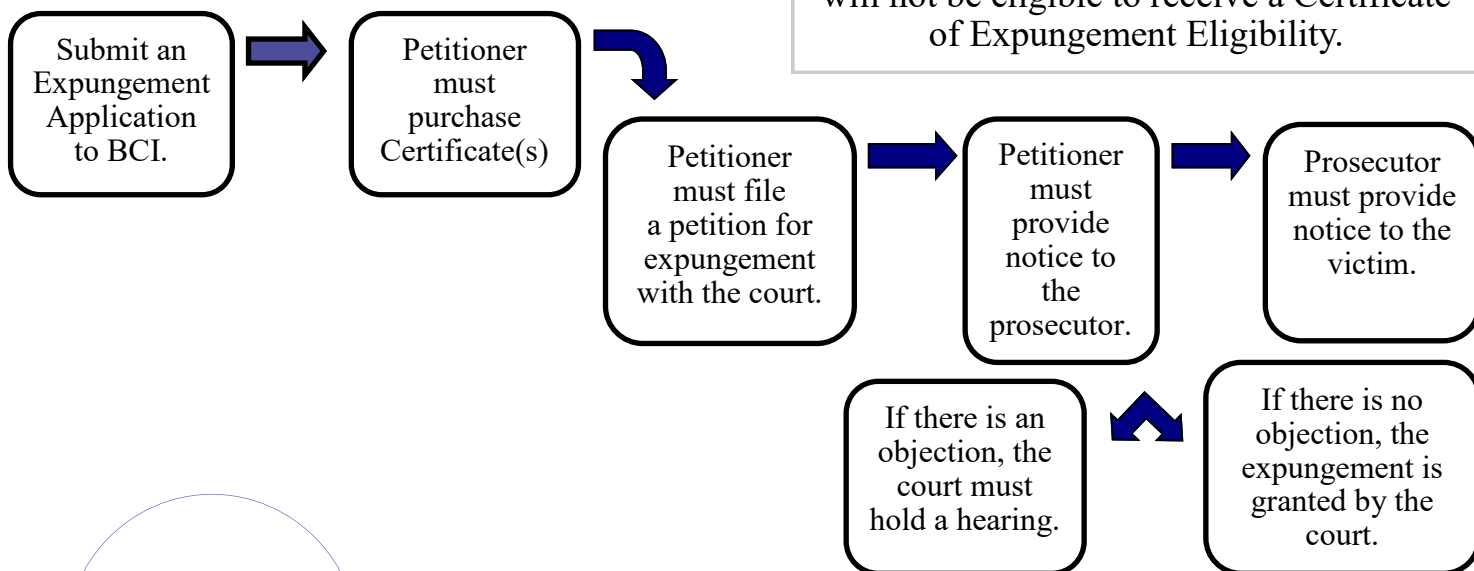 will not be eligible to receive a Certificate
of Expungement Eligibility.
Submit an
Expungement
Application
to BCI.
Petitioner
must
purchase
Certificate(s)
Petitioner
must file
a petition for
expungement
with the court.
Petitioner
must
provide
notice to
the
prosecutor.
Prosecutor
must provide
notice to the
victim.
If there is an
objection, the
court must
hold a hearing.
If there is no
objection, the
expungement is
granted by the
court.